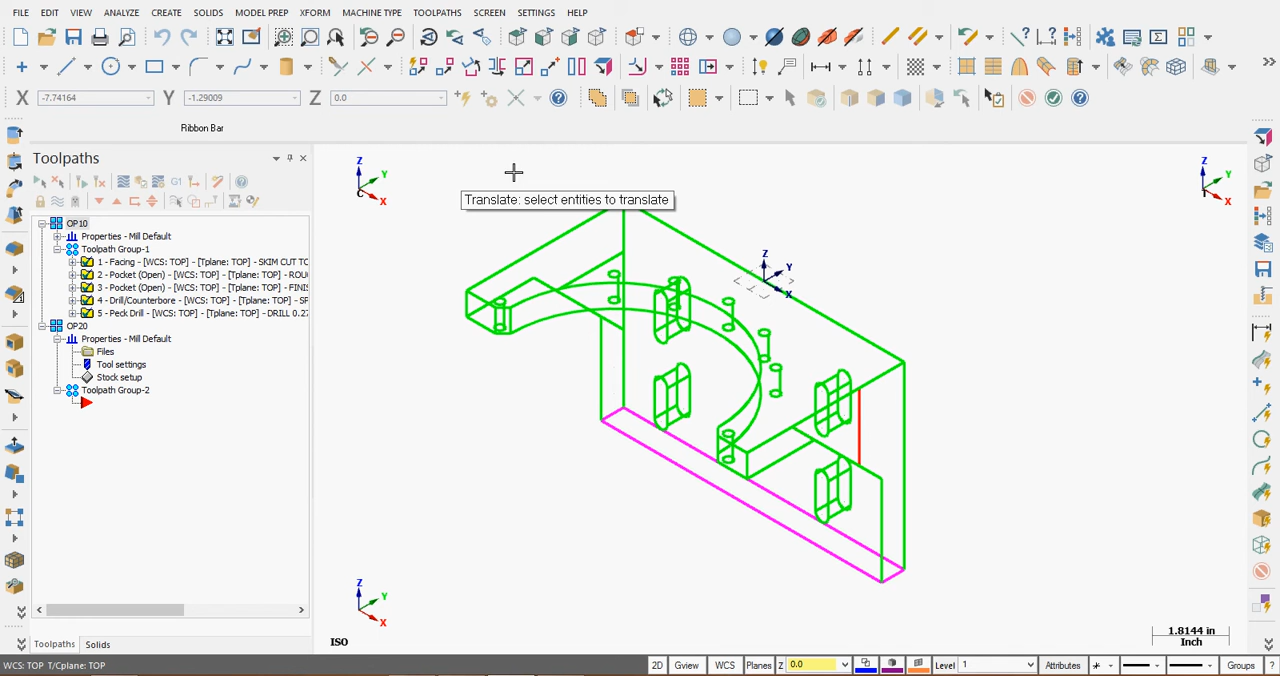 FILE EDIT VIEW ANALYZE CREATE SOLIDS MODEL PREP XFORM MACHINE TYPE TOOLPATHS SCREEN SETTINGS HELP
X -7.74164 Y -1.29009 Z 0.0
Ribbon Bar
Toolpaths
G1
OP10
Properties - Mill Default
Toolpath Group-1
1 - Facing - [WCS: TOP] - [Tplane: TOP] - SKIM CUT TO
2 - Pocket (Open) - [WCS: TOP] - [Tplane: TOP] - ROU
3 - Pocket (Open) - [WCS: TOP] - [Tplane: TOP] - FINIS
4 - Drill/Counterbore - [WCS: TOP] - [Tplane: TOP] - SP
5 - Peck Drill - [WCS: TOP] - [Tplane: TOP] - DRILL 0.27
OP20
Properties - Mill Default
Files
Tool settings
Stock setup
Toolpath Group-2
Toolpaths Solids
Z Y X C
Z Y X T
Translate: select entities to translate
Z Y X
Z Y X
ISO
1.8144 in
Inch
WCS: TOP T/Cplane: TOP 2D Gview WCS Planes Z 0.0 Level 1 Attributes Groups ?